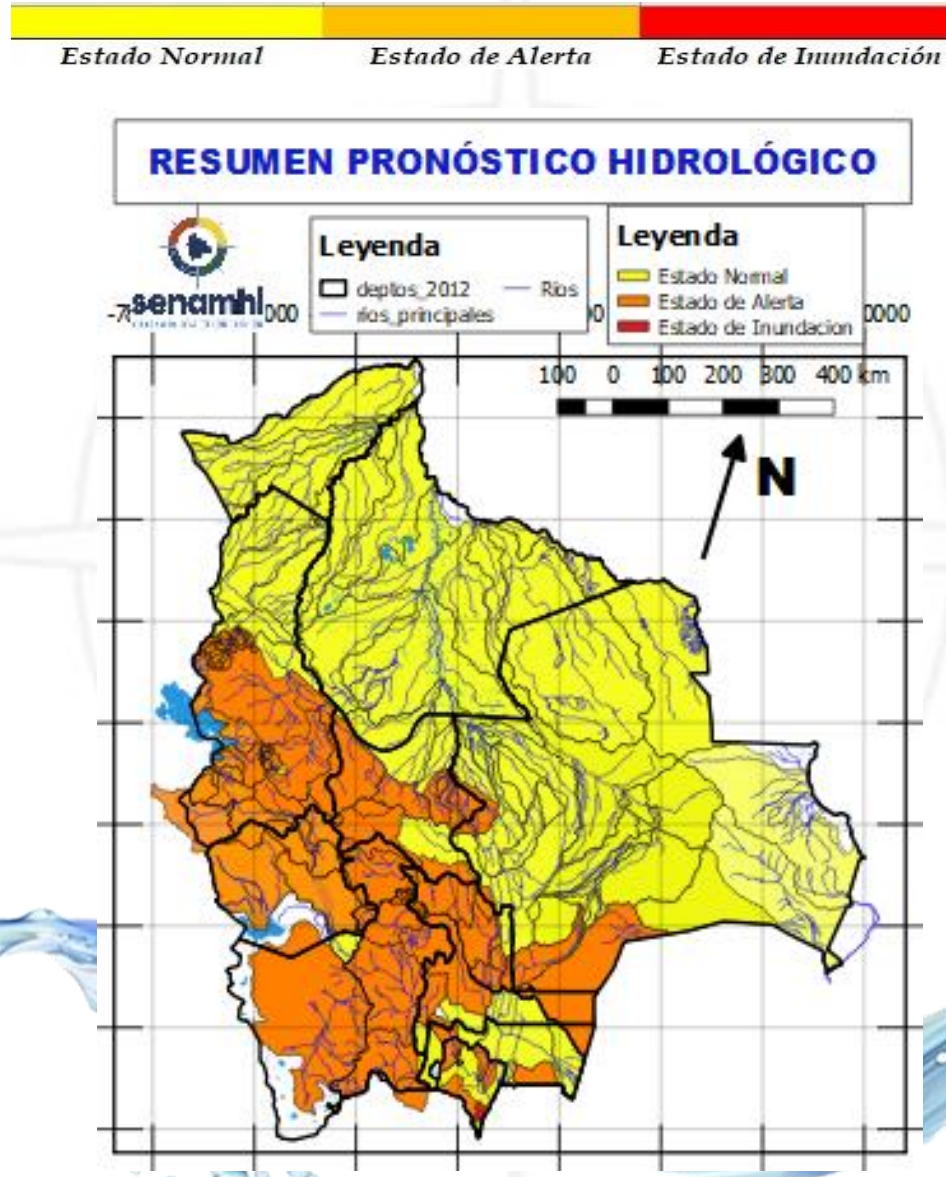 Estado Normal Estado de Alerta Estado de Inundación
RESUMEN PRONÓSTICO HIDROLÓGICO
senamhi
Leyenda
deptos_2012 Rios
rios_principales
Leyenda
Estado Normal
Estado de Alerta
Estado de Inundacion
100 0 100 200 300 400 km
N